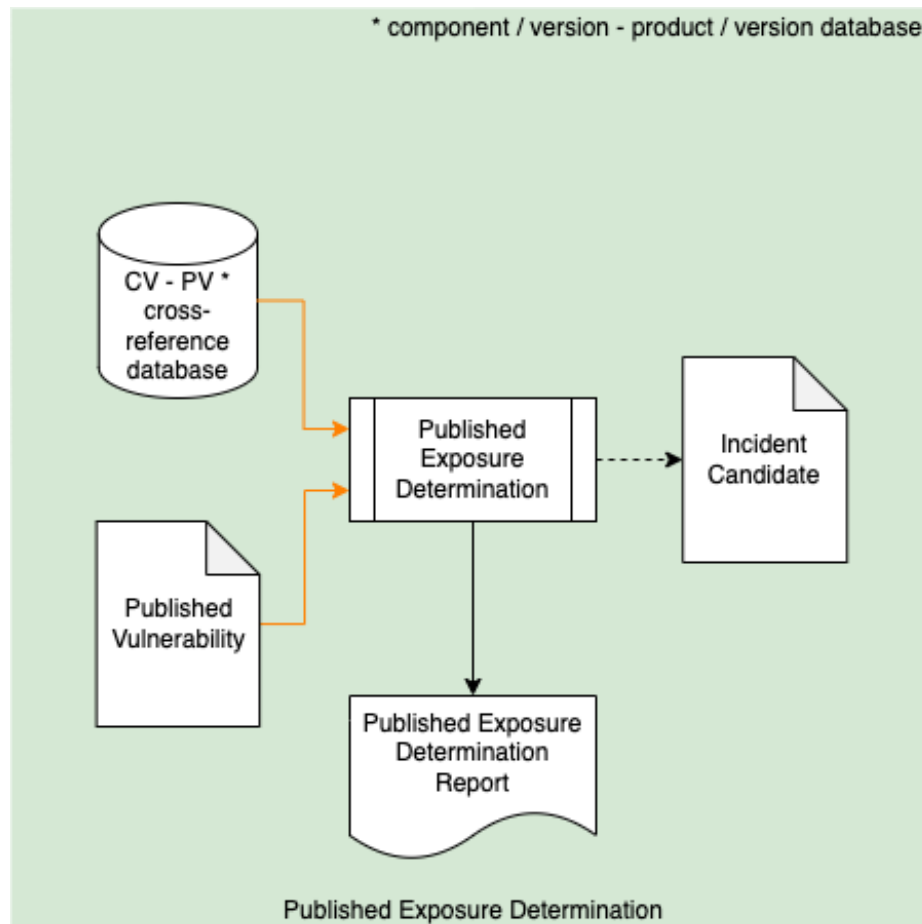 * component / version - product / version database
CV - PV *
cross-
reference
database
Published
Exposure
Determination
Incident
Candidate
Published
Vulnerability
Published Exposure
Determination
Report
Published Exposure Determination